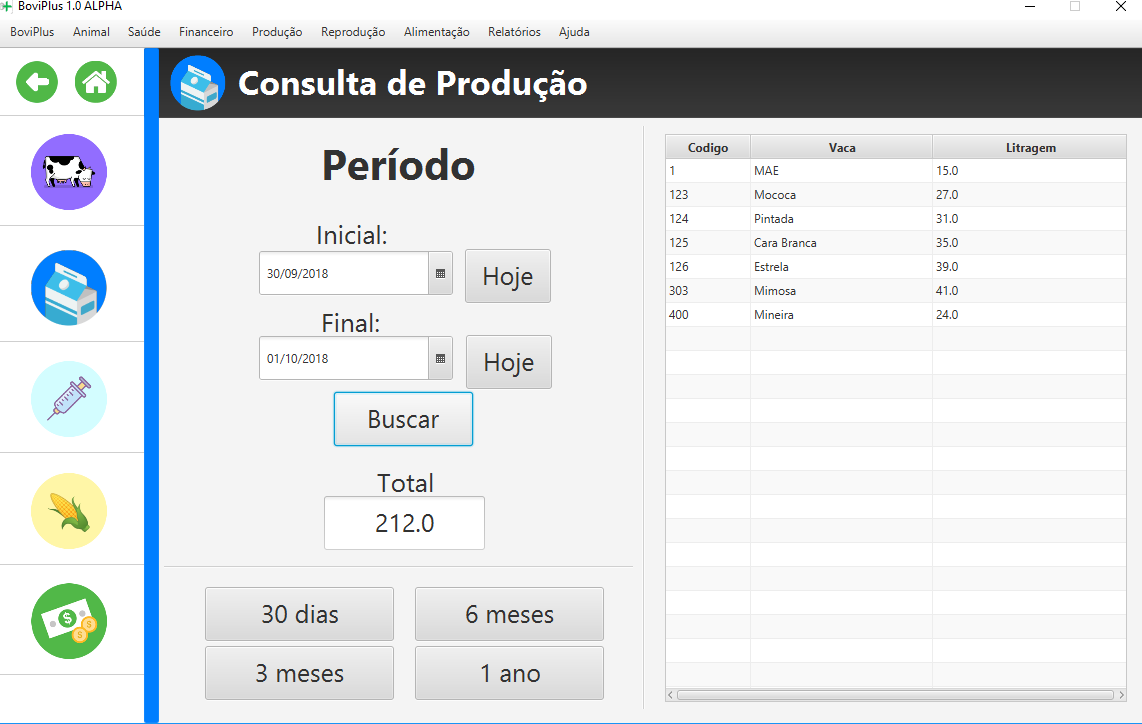 BoviPlus 1.0 ALPHA
BoviPlus Animal Saúde Financeiro Produção Reprodução Alimentação Relatórios Ajuda
Consulta de Produção
Período
Inicial:
30/09/2018 Hoje
Final:
01/10/2018 Hoje
Buscar
Total
212.0
30 dias 6 meses
3 meses 1 ano
Codigo Vaca Litragem
1 MAE 15.0
123 Mococa 27.0
124 Pintada 31.0
125 Cara Branca 35.0
126 Estrela 39.0
303 Mimosa 41.0
400 Mineira 24.0